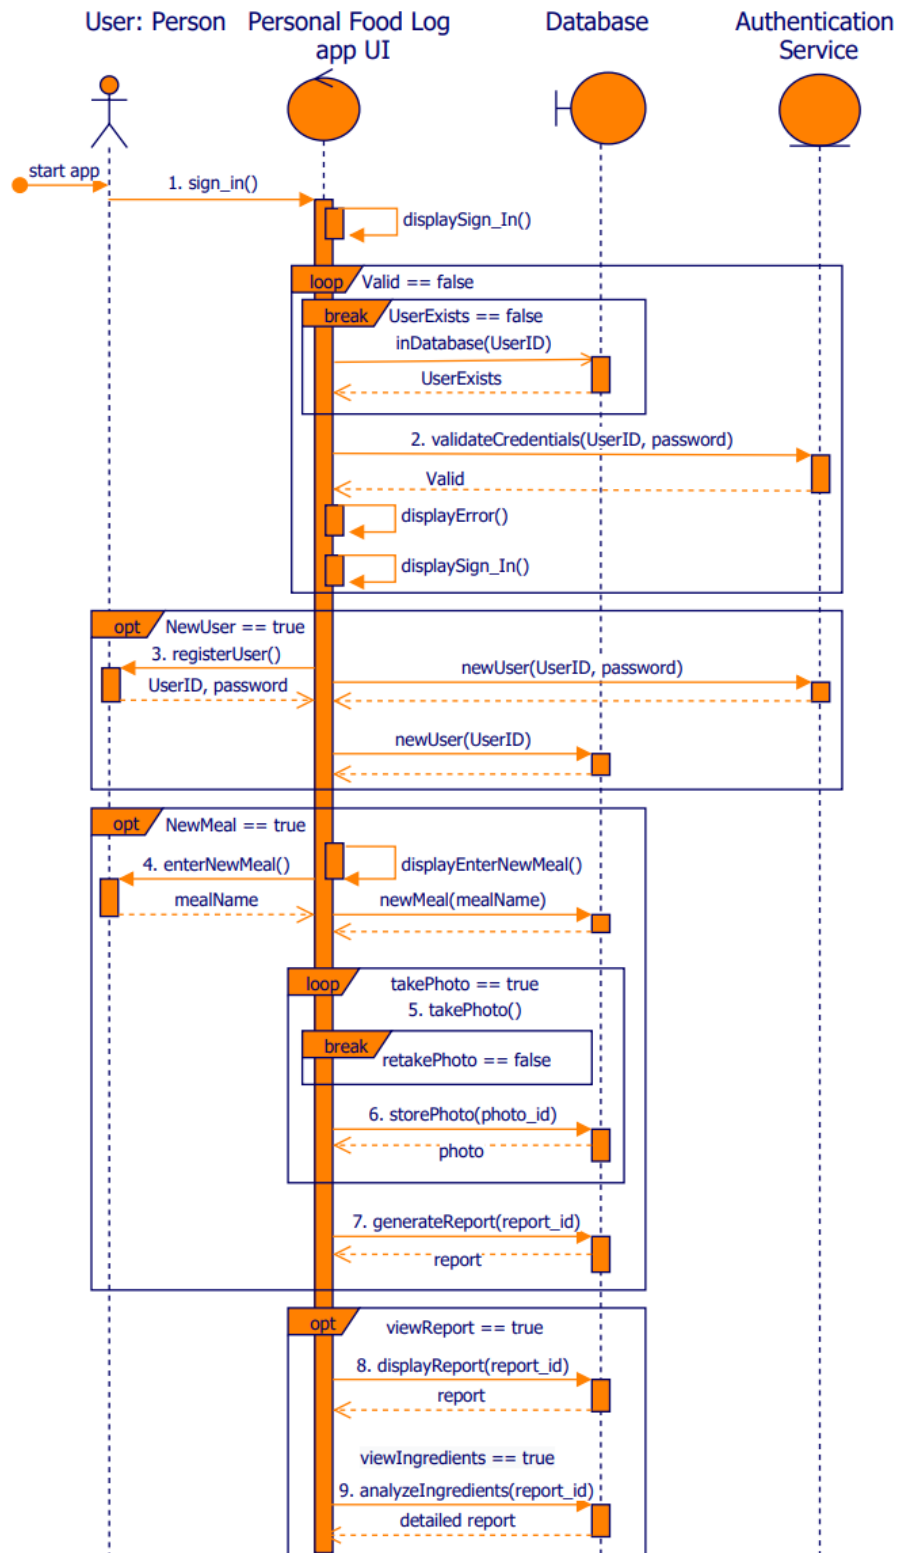 User: Person
Personal Food Log
app UI
Database
Authentication
Service
start app
1. sign_in()
displaySign_In()
loop
Valid == false
break
UserExists == false
inDatabase(UserID)
UserExists
2. validateCredentials(UserID, password)
Valid
displayError()
displaySign_In()
opt
NewUser == true
3. registerUser()
newUser(UserID, password)
UserID, password
newUser(UserID)
opt
NewMeal == true
4. enterNewMeal()
displayEnterNewMeal()
mealName
newMeal(mealName)
loop
takePhoto == true
5. takePhoto()
break
retakePhoto == false
6. storePhoto(photo_id)
photo
7. generateReport(report_id)
report
opt
viewReport == true
8. displayReport(report_id)
report
viewIngredients == true
9. analyzeIngredients(report_id)
detailed report